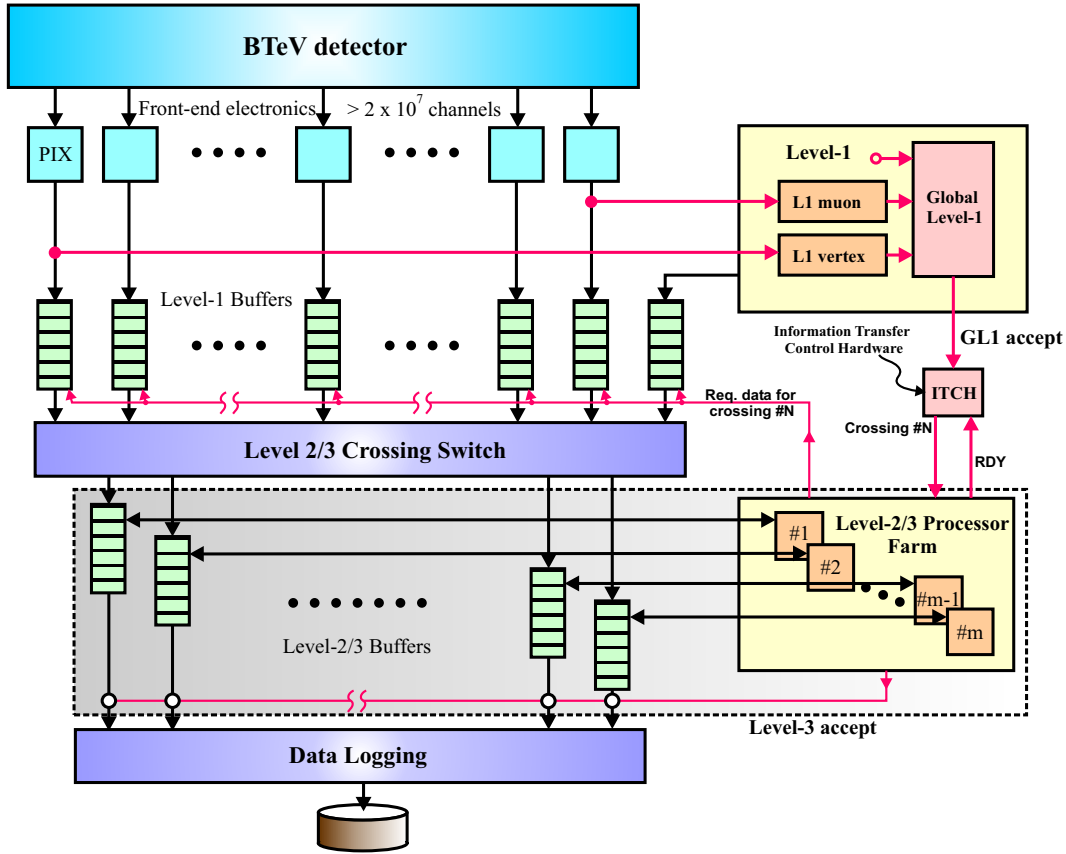 BTeV detector
Front-end electronics > 2 x 10⁷ channels
PIX
Level-1
L1 muon
Global
Level-1
L1 vertex
Level-1 Buffers
Information Transfer
Control Hardware
GL1 accept
ITCH
Req. data for
crossing #N
Crossing #N
RDY
Level 2/3 Crossing Switch
Level-2/3 Processor
Farm
#1
#2
#m-1
#m
Level-2/3 Buffers
Level-3 accept
Data Logging